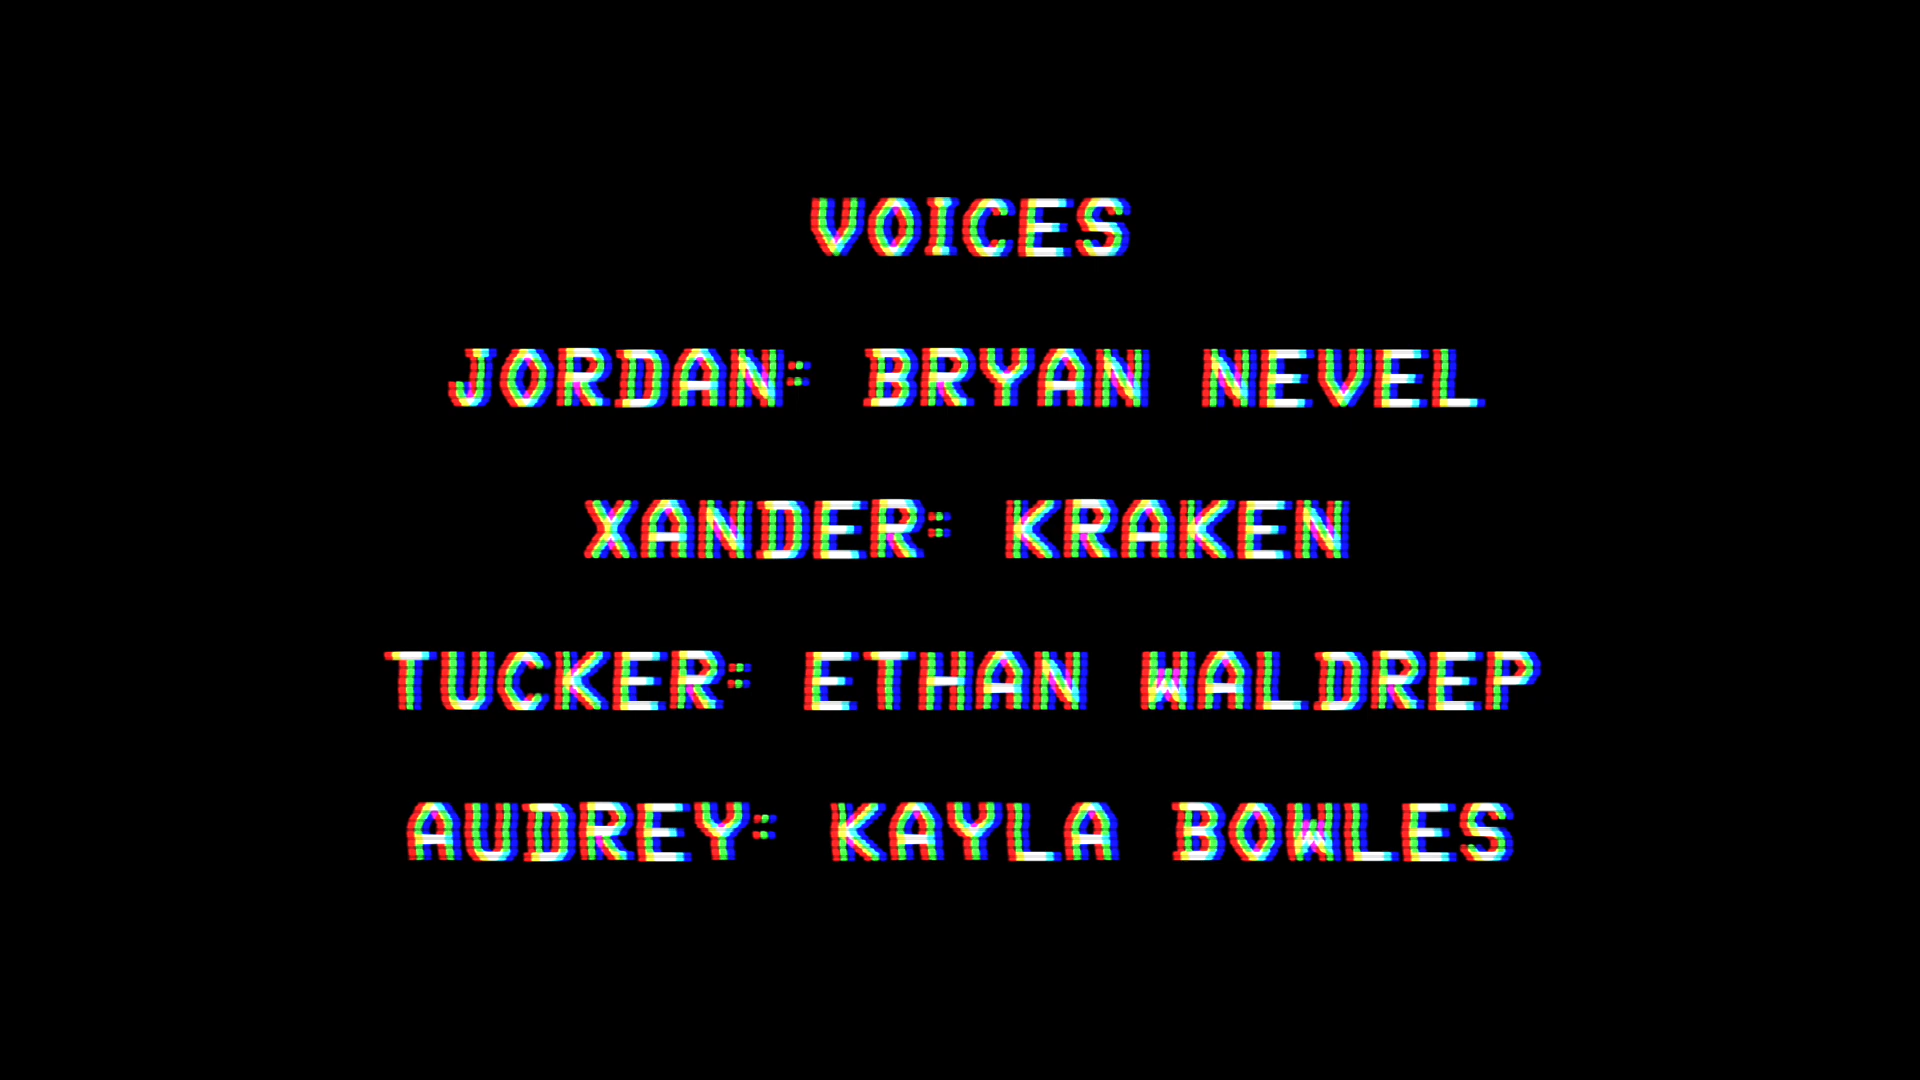 VOICES
JORDAN: BRYAN NEVEL
XANDER: KRAKEN
TUCKER: ETHAN WALDREP
AUDREY: KAYLA BOWLES